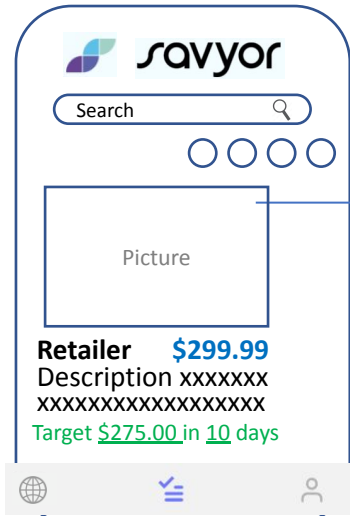 savyor
Search
Picture
Retailer $299.99
Description xxxxxxx
xxxxxxxxxxxxxxxxxx
Target $275.00 in 10 days